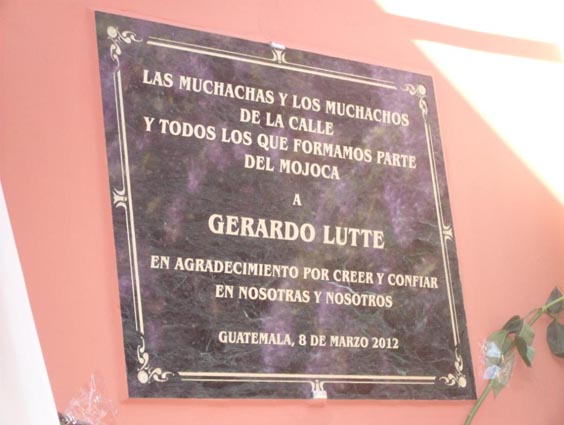 LAS MUCHACHAS Y LOS MUCHACHOS
DE LA CALLE
Y TODOS LOS QUE FORMAMOS PARTE
DEL MOJOCA
A
GERARDO LUTTE
EN AGRADECIMIENTO POR CREER Y CONFIAR
EN NOSOTRAS Y NOSOTROS
GUATEMALA, 8 DE MARZO 2012